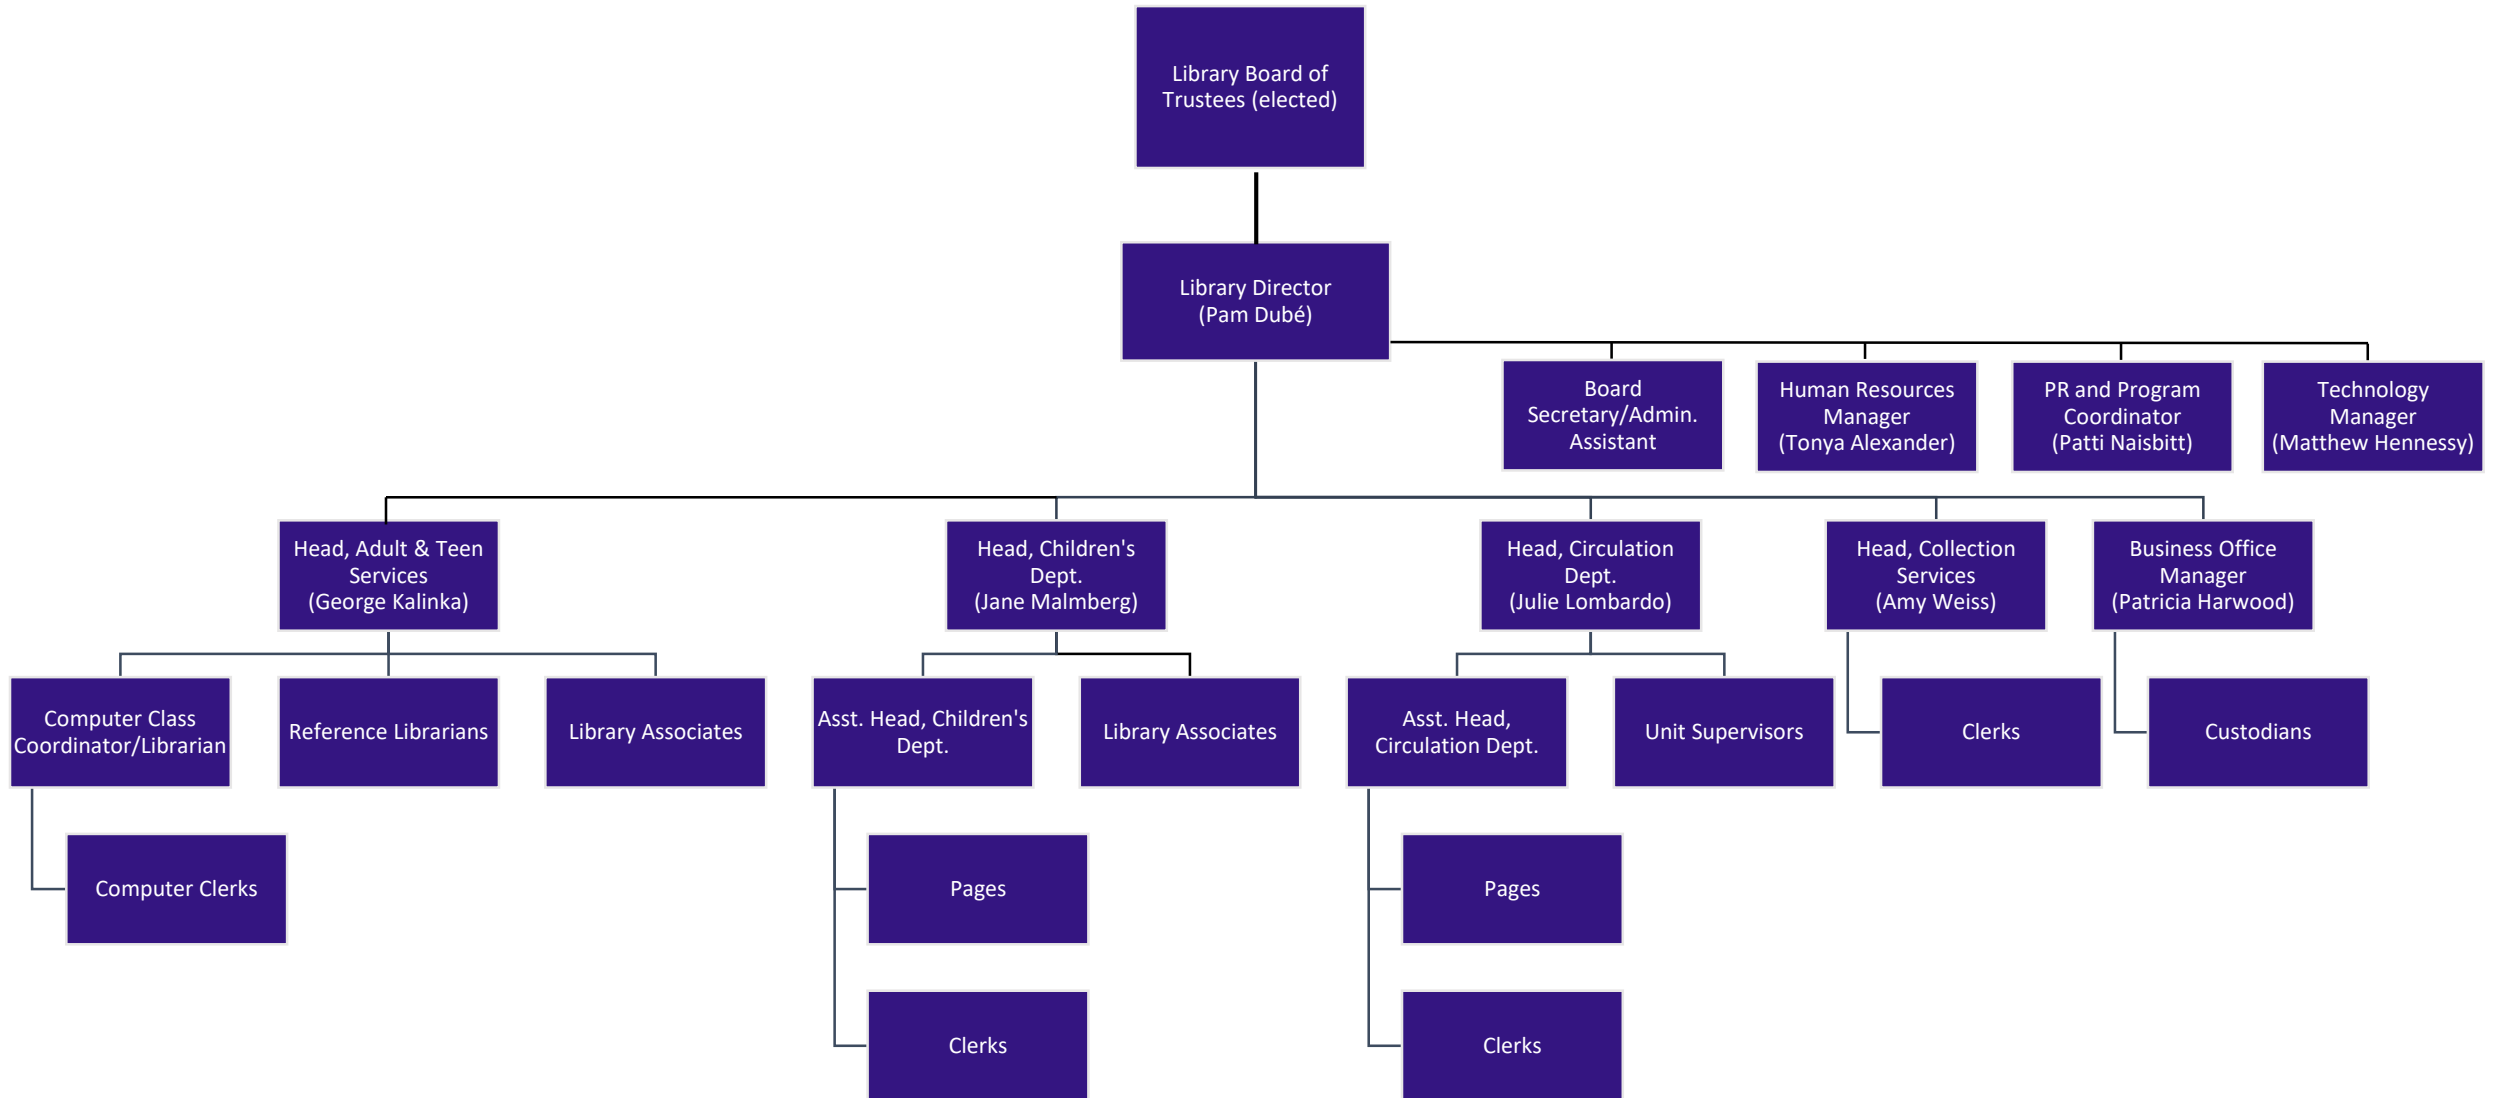 Library Board of
Trustees (elected)
Library Director
(Pam Dubé)
Board
Secretary/Admin.
Assistant
Human Resources
Manager
(Tonya Alexander)
PR and Program
Coordinator
(Patti Naisbitt)
Technology
Manager
(Matthew Hennessy)
Head, Adult & Teen
Services
(George Kalinka)
Head, Children's
Dept.
(Jane Malmberg)
Head, Circulation
Dept.
(Julie Lombardo)
Head, Collection
Services
(Amy Weiss)
Business Office
Manager
(Patricia Harwood)
Computer Class
Coordinator/Librarian
Reference Librarians
Library Associates
Asst. Head, Children's
Dept.
Library Associates
Asst. Head,
Circulation Dept.
Unit Supervisors
Clerks
Custodians
Computer Clerks
Pages
Pages
Clerks
Clerks